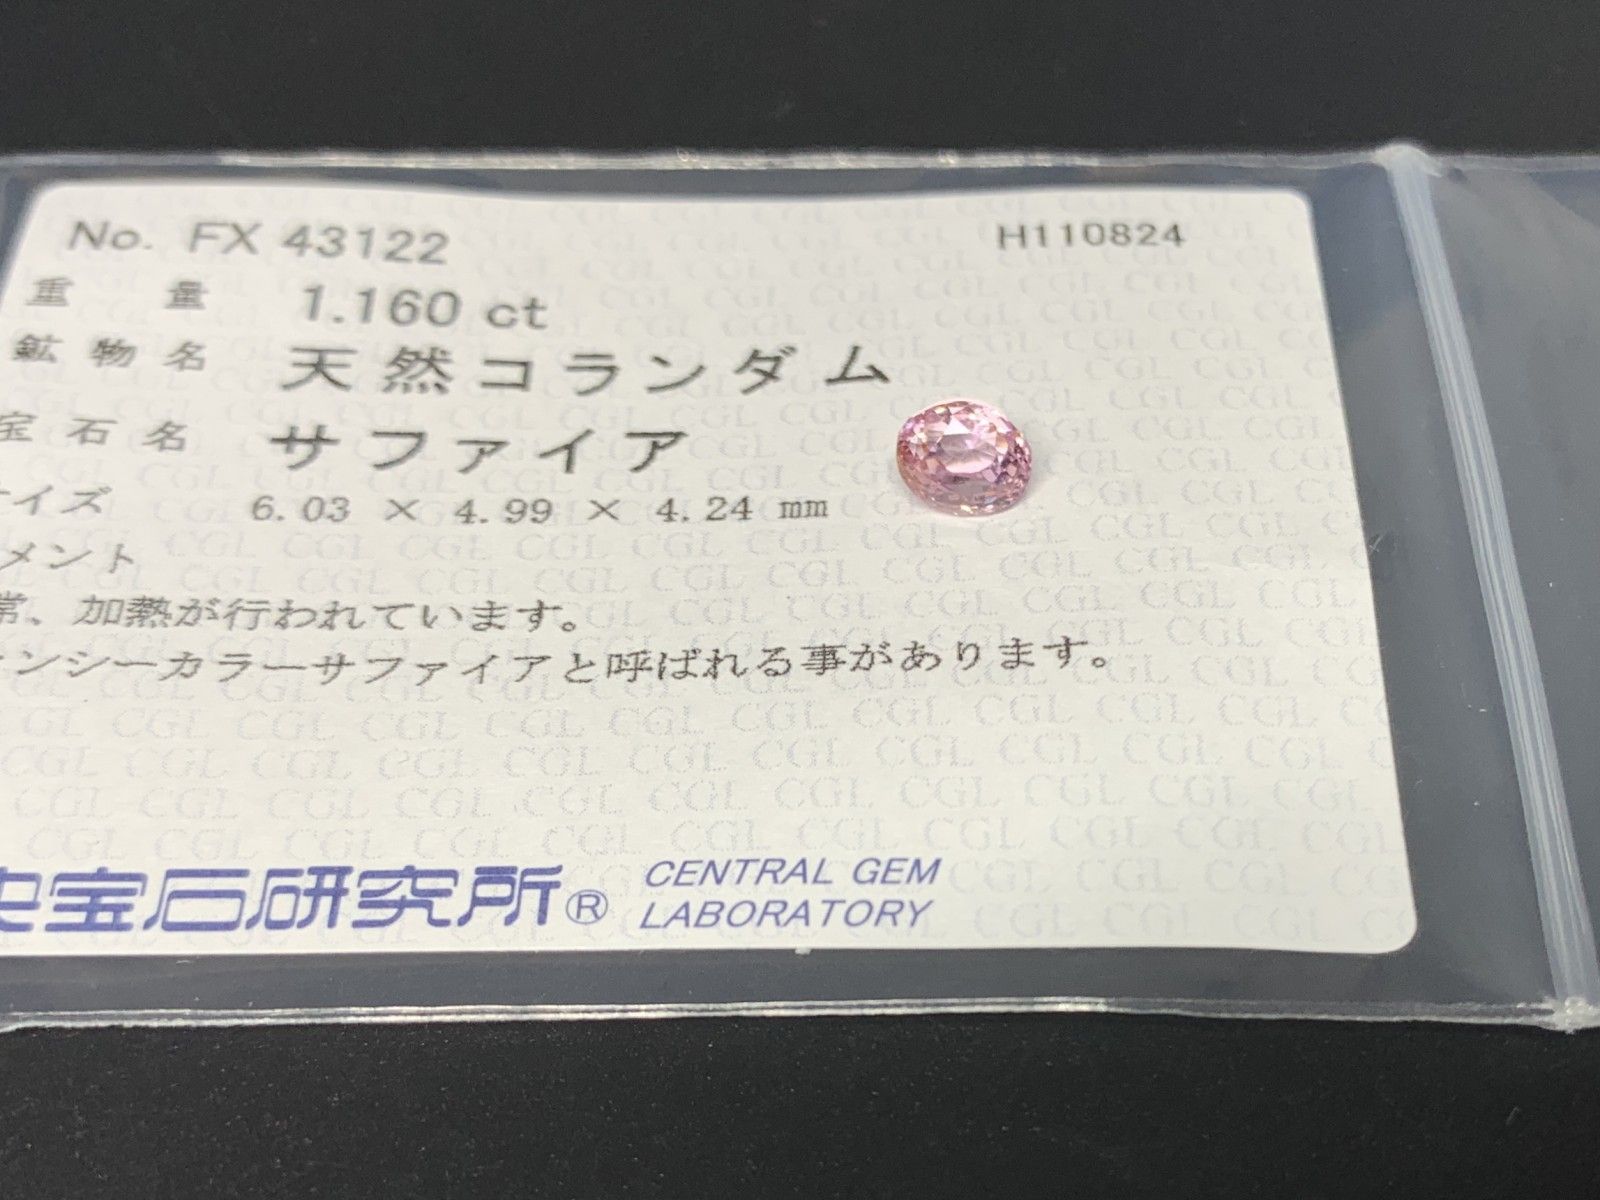 No. FX 43122 H110824
重 量 1.160 ct
鉱物名 天然コランダム
宝石名 サファイア
サイズ 6.03 × 4.99 × 4.24 mm
メント
常、加熱が行われています。
ンシーカラーサファイアと呼ばれる事があります。
央宝石研究所® CENTRAL GEM
LABORATORY